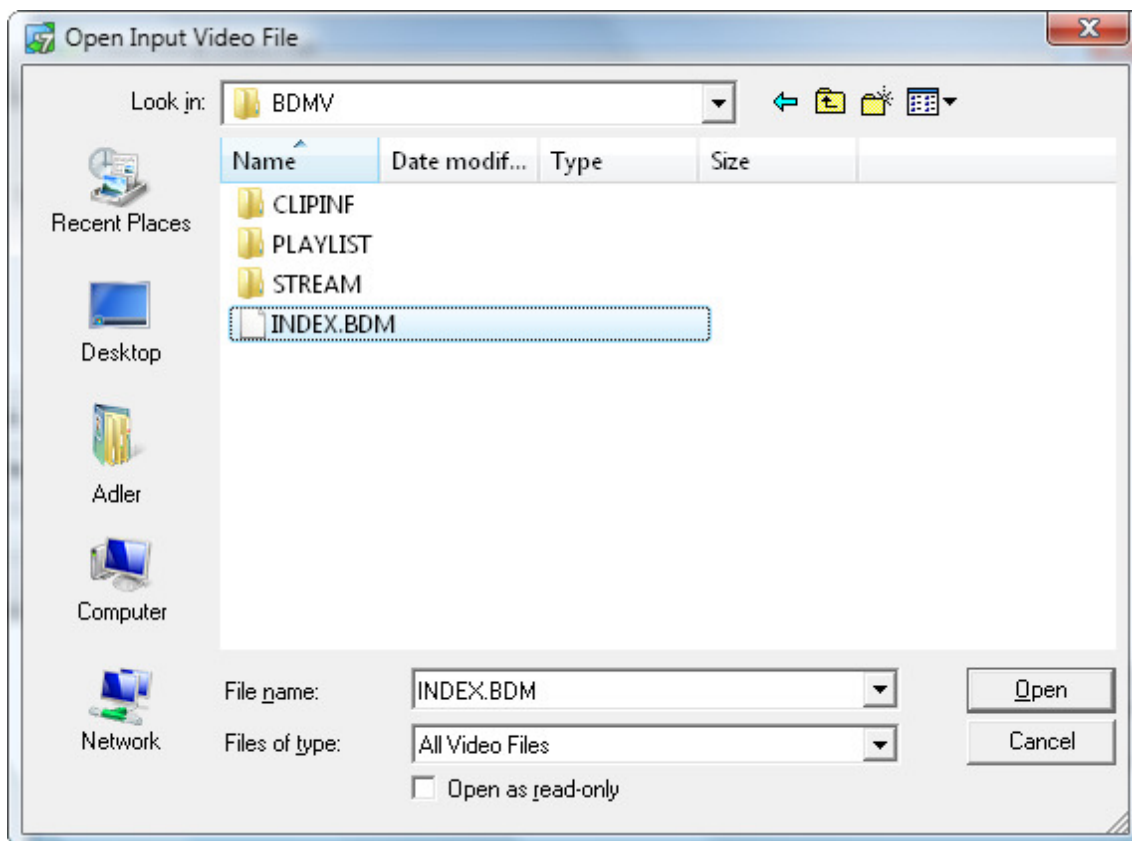 Open Input Video File
Look in: BDMV
Name Date modif... Type Size
CLIPINF
PLAYLIST
STREAM
INDEX.BDM
Recent Places
Desktop
Adler
Computer
Network
File name: INDEX.BDM Open
Files of type: All Video Files Cancel
Open as read-only